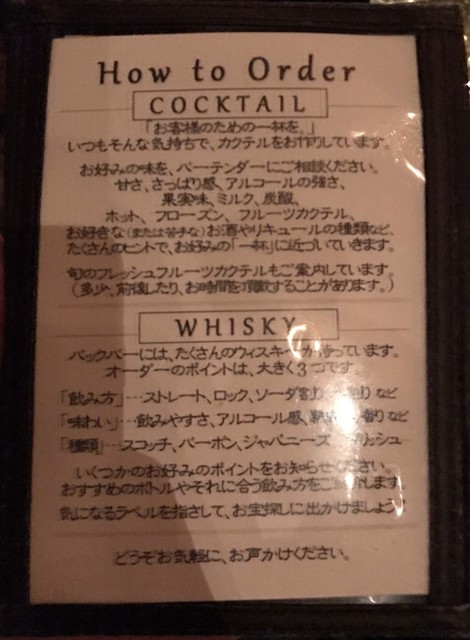 How to Order
COCKTAIL
「お客様のための一杯を。」
いつもそんな気持ちで、カクテルをお作りしています。
お好みの味を、バーテンダーにご相談ください。
甘さ、さっぱり感、アルコールの強さ、
果実味、ミルク、炭酸、
ホット、フローズン、フルーツカクテル、
お好きな(または苦手な)お酒やリキュールの種類など、
たくさんのヒントで、お好みの「一杯」に近づいていきます。
旬のフレッシュフルーツカクテルもご案内しています。
(多少、前後したり、お時間を頂戴することがあります。)
WHISKY
バックバーには、たくさんのウィスキーが待っています。
オーダーのポイントは、大きく3つです。
「飲み方」…ストレート、ロック、ソーダ割り など
「味わい」…飲みやすさ、アルコール感、香り など
「種類」…スコッチ、バーボン、ジャパニーズ
いくつかのお好みのポイントをお知らせください。
おすすめのボトルやそれに合う飲み方をご紹介します。
気になるラベルを指さして、お宝探しに出かけましょう!
どうぞお気軽に、お声かけください。